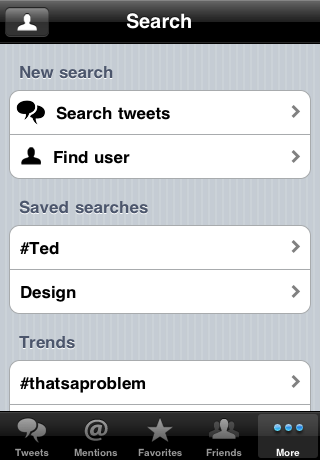 Search
New search
Search tweets
Find user
Saved searches
#Ted
Design
Trends
#thatsaproblem
@
Tweets Mentions Favorites Friends More